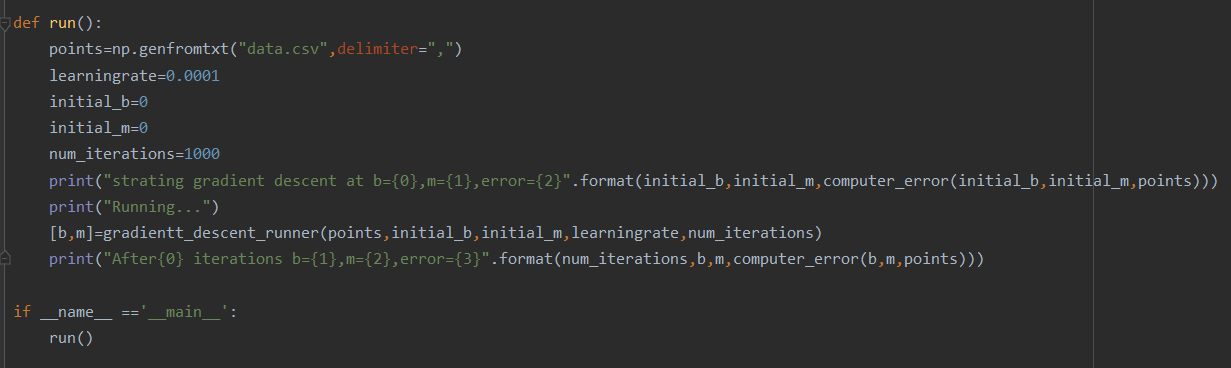 def run():
    points=np.genfromtxt("data.csv",delimiter=",")
    learningrate=0.0001
    initial_b=0
    initial_m=0
    num_iterations=1000
    print("strating gradient descent at b={0},m={1},error={2}".format(initial_b,initial_m,computer_error(initial_b,initial_m,points)))
    print("Running...")
    [b,m]=gradientt_descent_runner(points,initial_b,initial_m,learningrate,num_iterations)
    print("After{0} iterations b={1},m={2},error={3}".format(num_iterations,b,m,computer_error(b,m,points)))

if __name__ =='__main__':
    run()